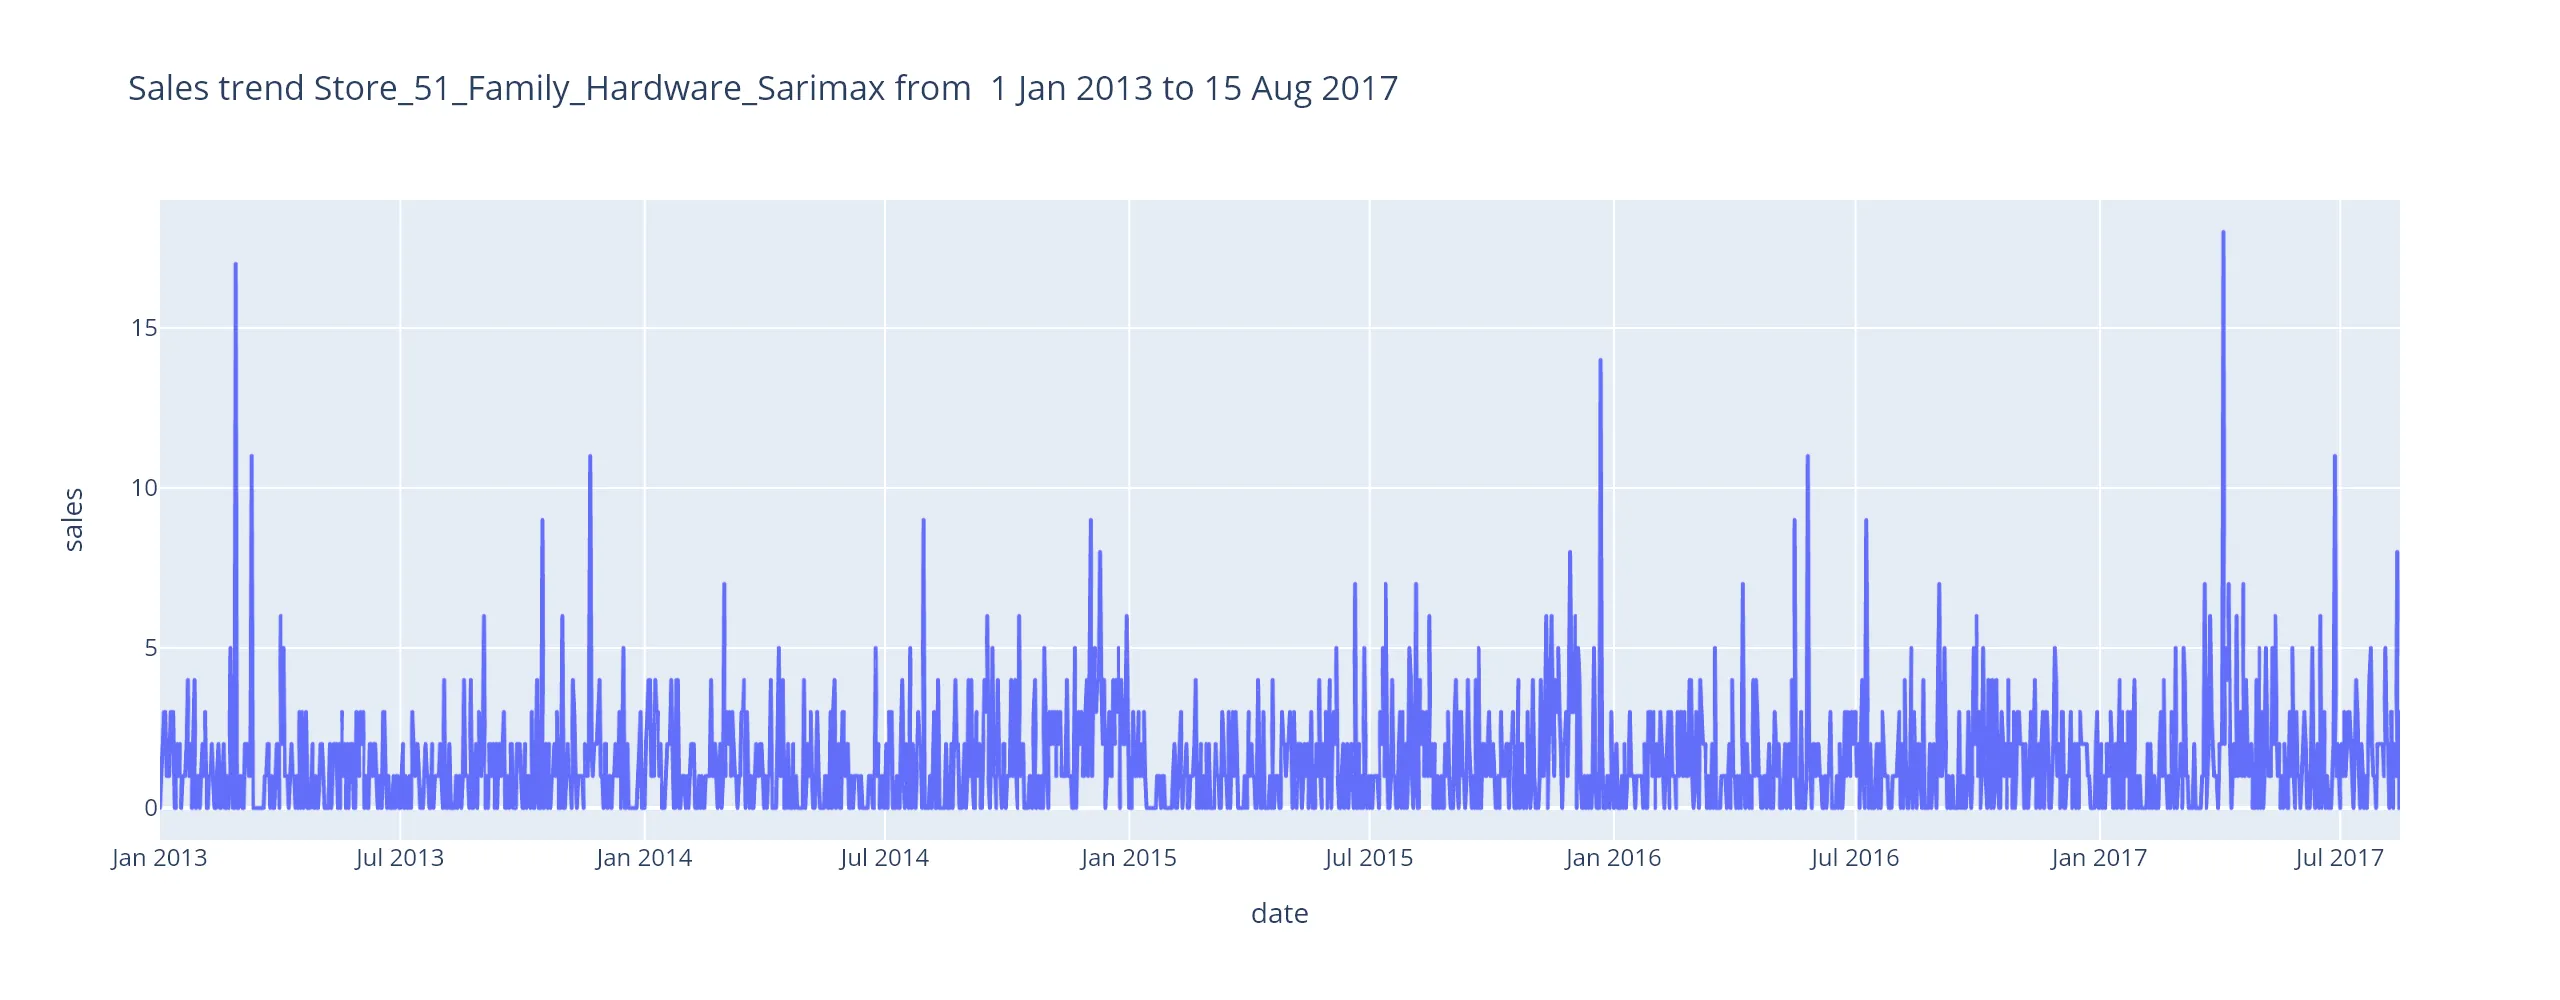 Sales trend Store_51_Family_Hardware_Sarimax from  1 Jan 2013 to 15 Aug 2017
15
10
5
0
sales
Jan 2013
Jul 2013
Jan 2014
Jul 2014
Jan 2015
Jul 2015
Jan 2016
Jul 2016
Jan 2017
Jul 2017
date